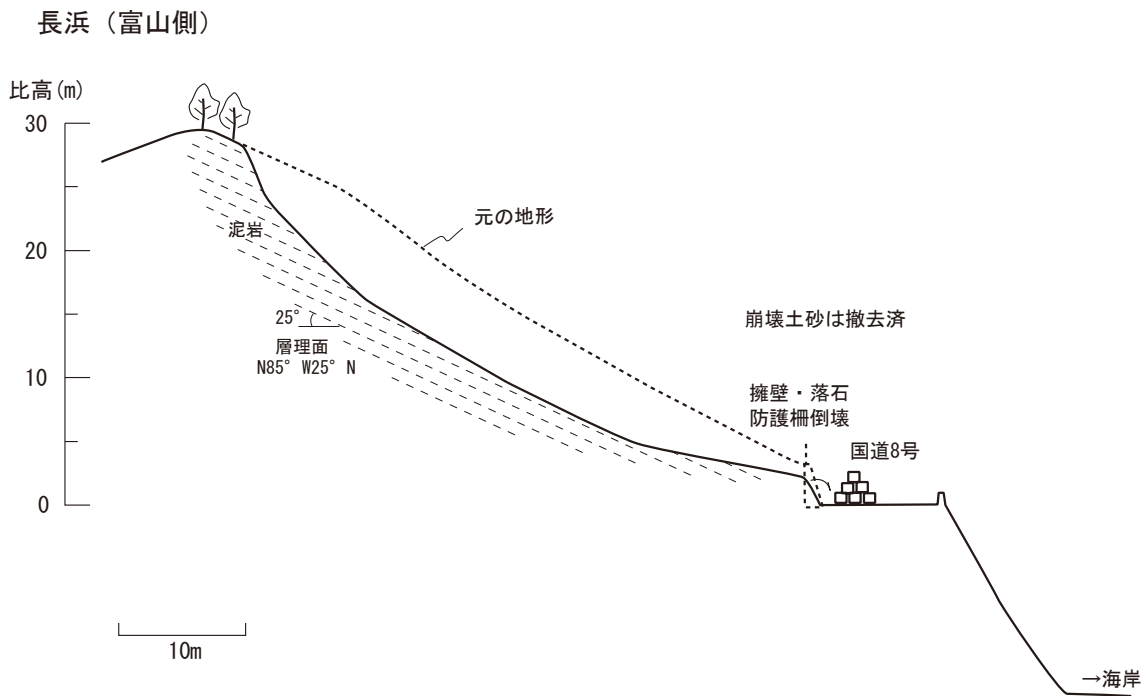 長浜（富山側）
比高(m)
30
元の地形
泥岩
20
崩壊土砂は撤去済
25°
層理面
N85°W25°N
10
擁壁・落石
防護柵倒壊
国道8号
0
10m
→海岸